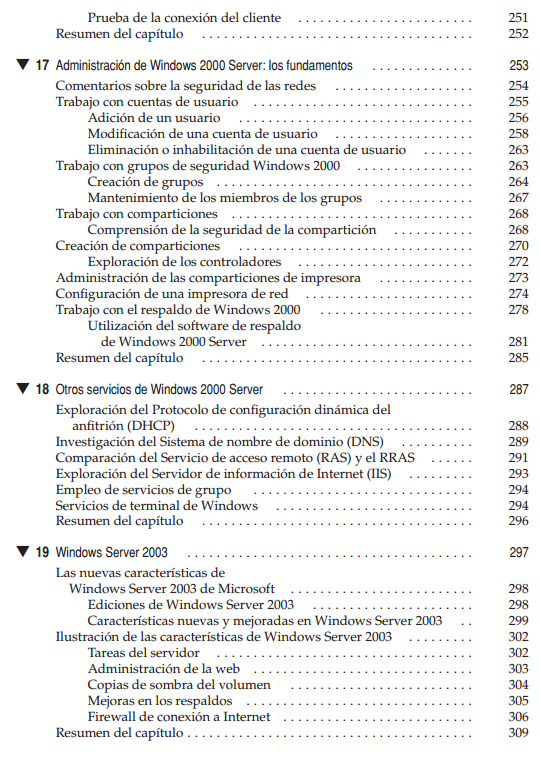 Prueba de la conexión del cliente . . . . . . . . . . . . . . . . . . . . . . . 251
Resumen del capítulo . . . . . . . . . . . . . . . . . . . . . . . . . . . . 252
▼ 17 Administración de Windows 2000 Server: los fundamentos . . . . . . . . . . . . . 253
Comentarios sobre la seguridad de las redes . . . . . . . . . . . . . . . . . . 254
Trabajo con cuentas de usuario . . . . . . . . . . . . . . . . . . . . . . . . 255
Adición de un usuario . . . . . . . . . . . . . . . . . . . . . . . . . 256
Modificación de una cuenta de usuario . . . . . . . . . . . . . . . 258
Eliminación o inhabilitación de una cuenta de usuario . . . . . . . 263
Trabajo con grupos de seguridad Windows 2000 . . . . . . . . . . . . . 263
Creación de grupos . . . . . . . . . . . . . . . . . . . . . . . . . . . 264
Mantenimiento de los miembros de los grupos . . . . . . . . . . . 267
Trabajo con comparticiones . . . . . . . . . . . . . . . . . . . . . . . . . . 268
Comprensión de la seguridad de la compartición . . . . . . . . . . 268
Creación de comparticiones . . . . . . . . . . . . . . . . . . . . . . . . . 270
Exploración de los controladores . . . . . . . . . . . . . . . . . . . 272
Administración de las comparticiones de impresora . . . . . . . . . . . 273
Configuración de una impresora de red . . . . . . . . . . . . . . . . . . 274
Trabajo con el respaldo de Windows 2000 . . . . . . . . . . . . . . . . . 278
Utilización del software de respaldo
de Windows 2000 Server . . . . . . . . . . . . . . . . . . . . . . . 281
Resumen del capítulo . . . . . . . . . . . . . . . . . . . . . . . . . . . . 285
▼ 18 Otros servicios de Windows 2000 Server . . . . . . . . . . . . . . . . . . . . . . . . 287
Exploración del Protocolo de configuración dinámica del
anfitrión (DHCP) . . . . . . . . . . . . . . . . . . . . . . . . . . . . . 288
Investigación del Sistema de nombre de dominio (DNS) . . . . . . . . . . 289
Comparación del Servicio de acceso remoto (RAS) y el RRAS . . . . . . 291
Exploración del Servidor de información de Internet (IIS) . . . . . . . . . 293
Empleo de servicios de grupo . . . . . . . . . . . . . . . . . . . . . . . . 294
Servicios de terminal de Windows . . . . . . . . . . . . . . . . . . . . . 294
Resumen del capítulo . . . . . . . . . . . . . . . . . . . . . . . . . . . . 296
▼ 19 Windows Server 2003 . . . . . . . . . . . . . . . . . . . . . . . . . . . . . . . . . . . . 297
Las nuevas características de
Windows Server 2003 de Microsoft . . . . . . . . . . . . . . . . . . . . 298
Ediciones de Windows Server 2003 . . . . . . . . . . . . . . . . . 298
Características nuevas y mejoradas en Windows Server 2003 . . 299
Ilustración de las características de Windows Server 2003 . . . . . . . . . 302
Tareas del servidor . . . . . . . . . . . . . . . . . . . . . . . . . . . 302
Administración de la web . . . . . . . . . . . . . . . . . . . . . . . 303
Copias de sombra del volumen . . . . . . . . . . . . . . . . . . . . 304
Mejoras en los respaldos . . . . . . . . . . . . . . . . . . . . . . . . 305
Firewall de conexión a Internet . . . . . . . . . . . . . . . . . . . . . 306
Resumen del capítulo . . . . . . . . . . . . . . . . . . . . . . . . . . . . . . 309